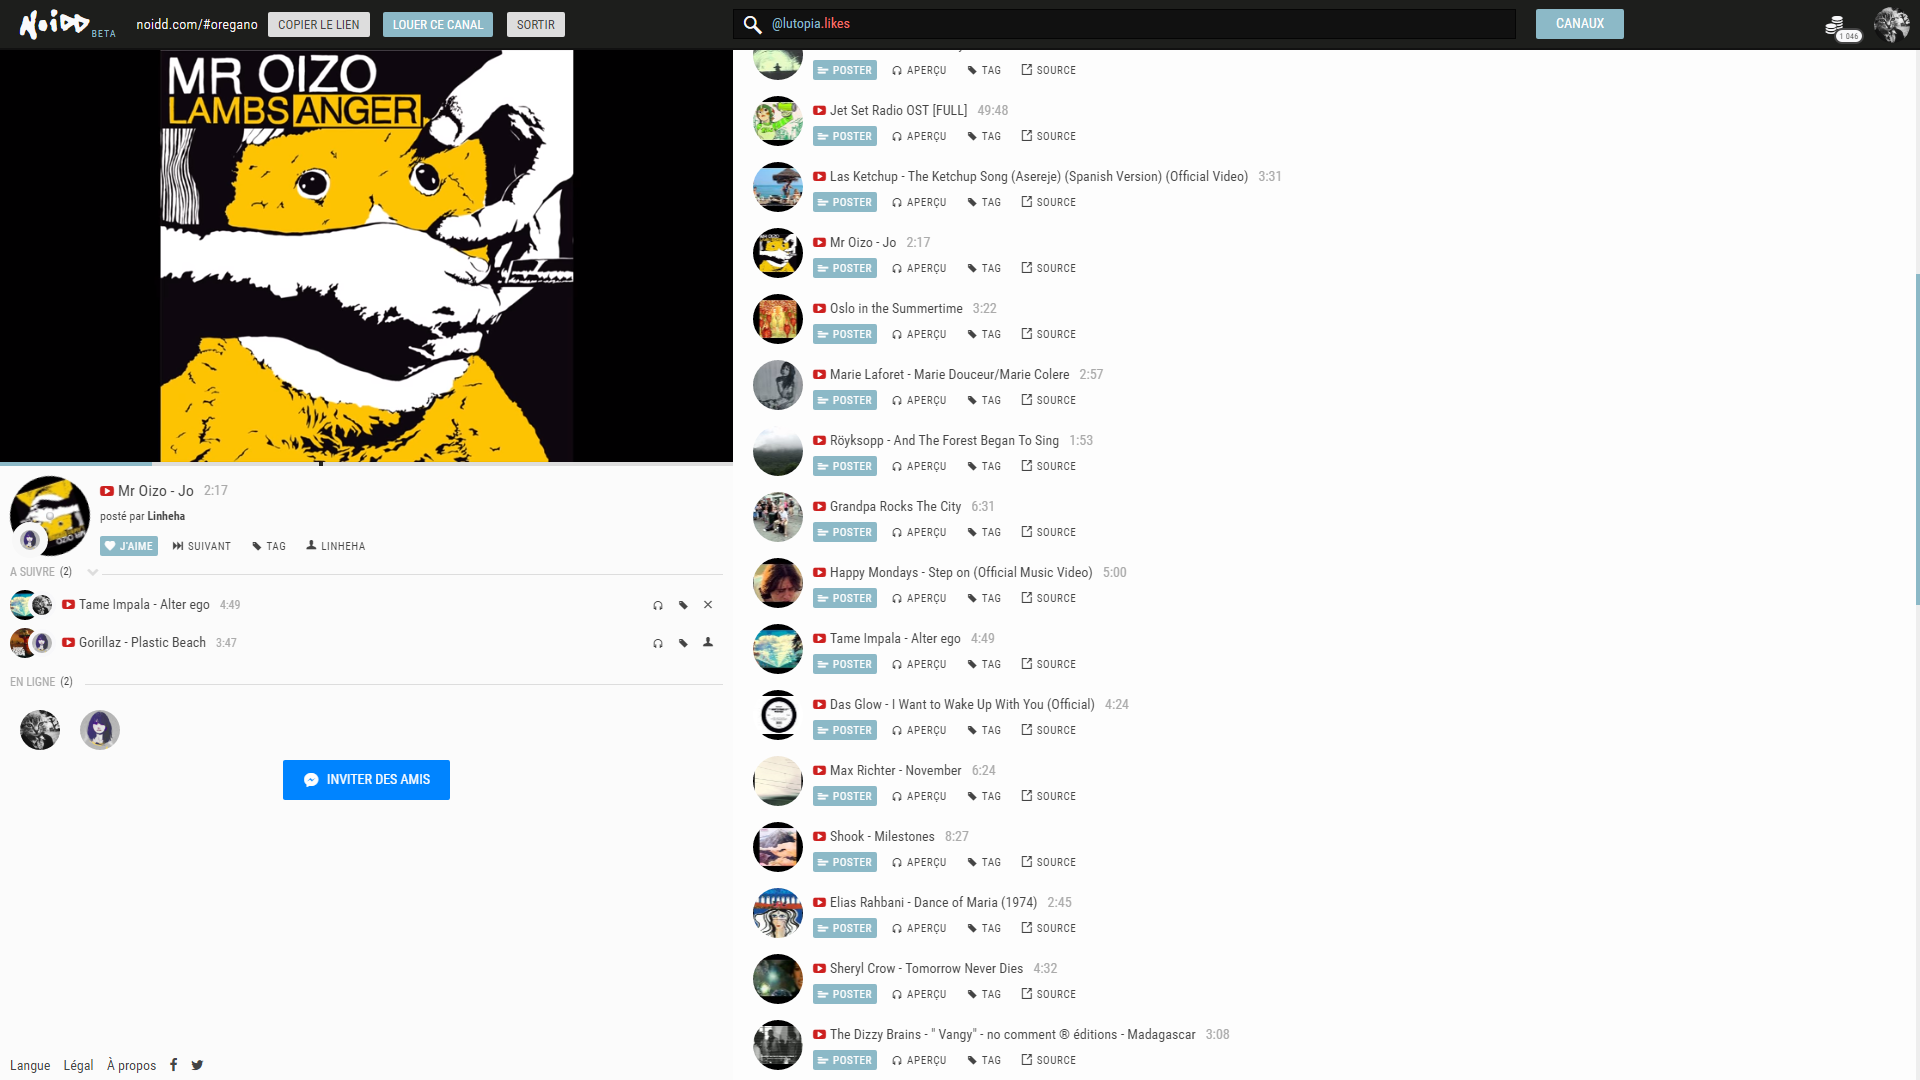 Noidd BETA
noidd.com/#oregano COPIER LE LIEN LOUER CE CANAL SORTIR
@lutopia.likes
CANAUX
1 046
MR OIZO
LAMBS ANGER
Mr Oizo - Jo 2:17
posté par Linheha
J'AIME SUIVANT TAG LINHEHA
A SUIVRE (2)
Tame Impala - Alter ego 4:49
Gorillaz - Plastic Beach 3:47
EN LIGNE (2)
INVITER DES AMIS
Langue Légal À propos
POSTER APERÇU TAG SOURCE
Jet Set Radio OST [FULL] 49:48
POSTER APERÇU TAG SOURCE
Las Ketchup - The Ketchup Song (Asereje) (Spanish Version) (Official Video) 3:31
POSTER APERÇU TAG SOURCE
Mr Oizo - Jo 2:17
POSTER APERÇU TAG SOURCE
Oslo in the Summertime 3:22
POSTER APERÇU TAG SOURCE
Marie Laforet - Marie Douceur/Marie Colere 2:57
POSTER APERÇU TAG SOURCE
Röyksopp - And The Forest Began To Sing 1:53
POSTER APERÇU TAG SOURCE
Grandpa Rocks The City 6:31
POSTER APERÇU TAG SOURCE
Happy Mondays - Step on (Official Music Video) 5:00
POSTER APERÇU TAG SOURCE
Tame Impala - Alter ego 4:49
POSTER APERÇU TAG SOURCE
Das Glow - I Want to Wake Up With You (Official) 4:24
POSTER APERÇU TAG SOURCE
Max Richter - November 6:24
POSTER APERÇU TAG SOURCE
Shook - Milestones 8:27
POSTER APERÇU TAG SOURCE
Elias Rahbani - Dance of Maria (1974) 2:45
POSTER APERÇU TAG SOURCE
Sheryl Crow - Tomorrow Never Dies 4:32
POSTER APERÇU TAG SOURCE
The Dizzy Brains - " Vangy" - no comment ® éditions - Madagascar 3:08
POSTER APERÇU TAG SOURCE